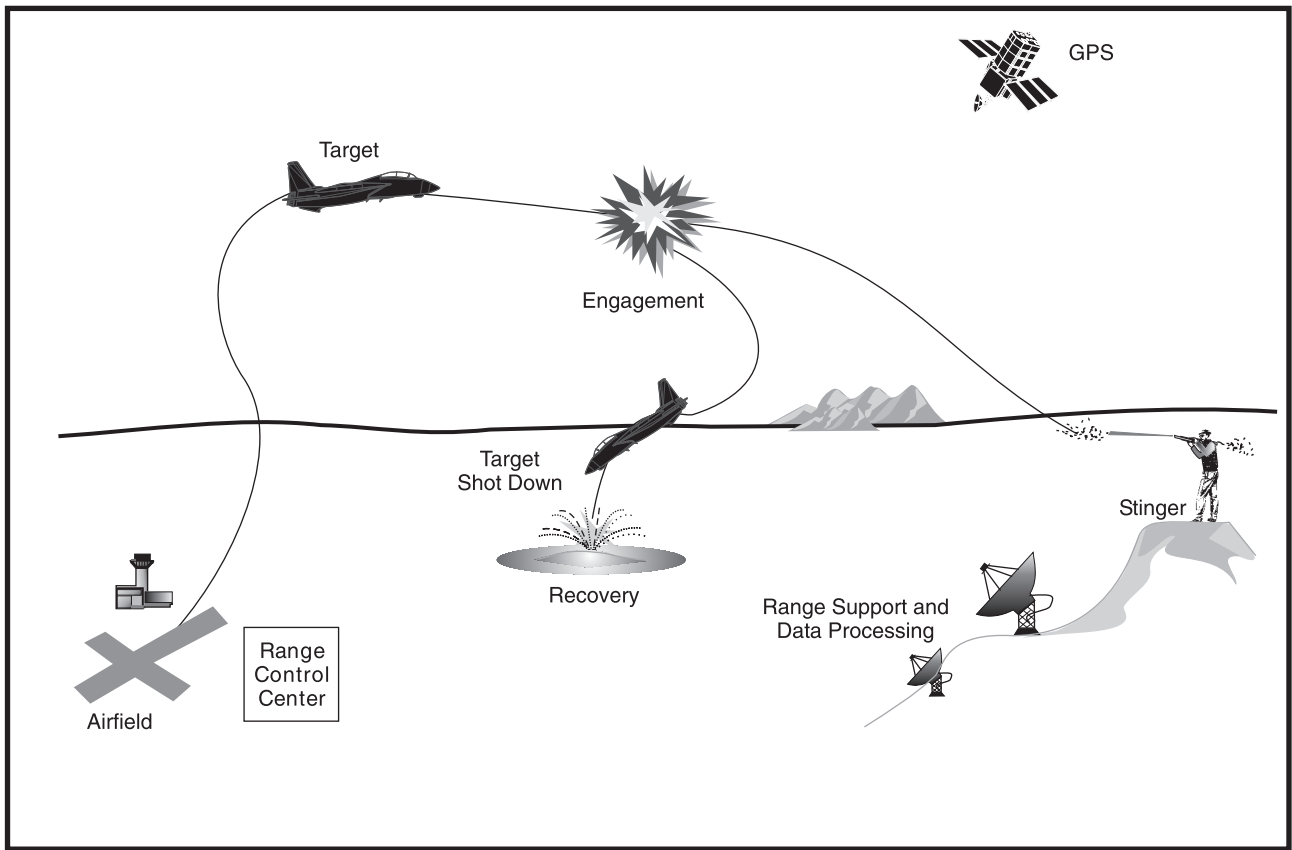 GPS
Target
Engagement
Target
Shot Down
Stinger
Recovery
Range Support and
Data Processing
Range
Control
Center
Airfield